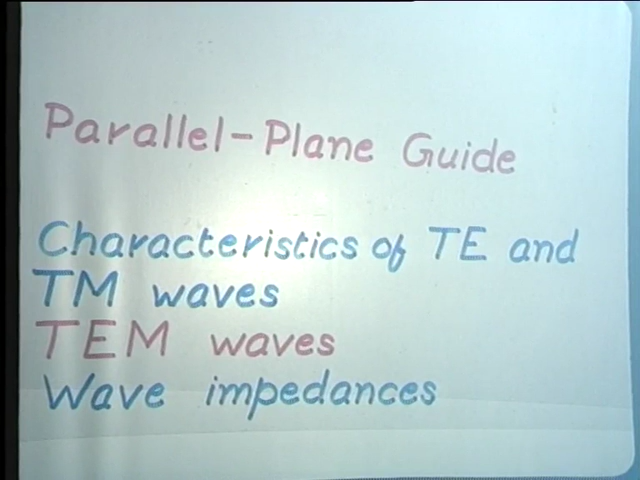 Parallel-Plane Guide
Characteristics of TE and
TM waves
TEM waves
Wave impedances